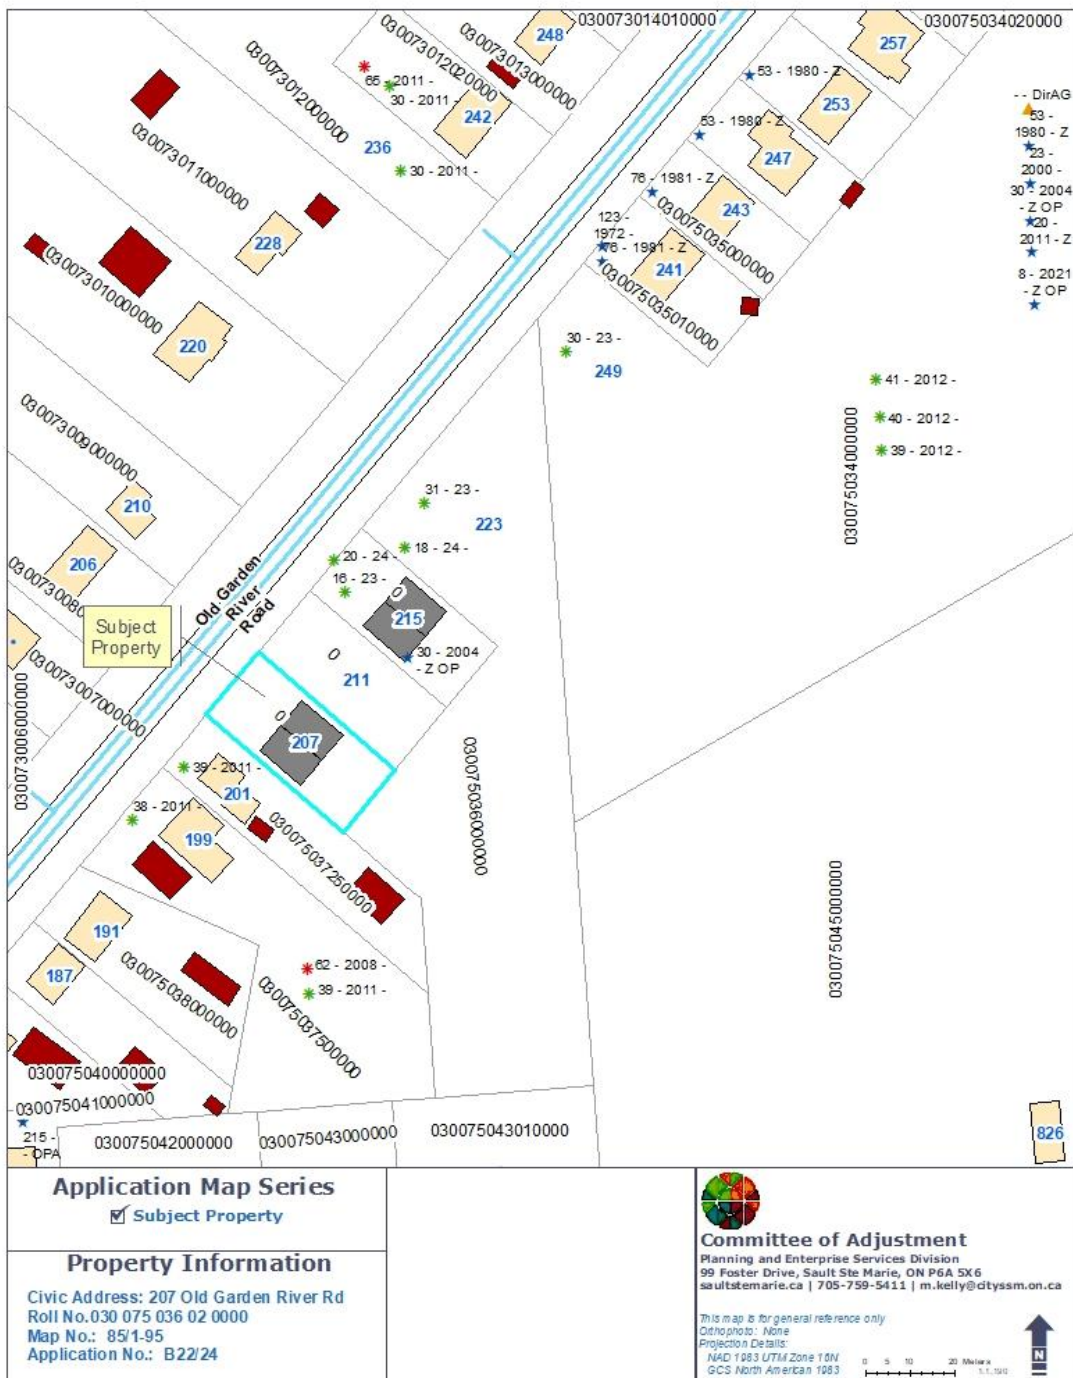 030073014010000
030075034020000
248
257
030073012020000
030073013000000
030073012000000
65 - 2011 -
30 - 2011 -
242
53 - 1980 - Z
253
-- DirAG
53 -
1980 - Z
23 -
2000 -
30 - 2004
- Z OP
20 -
2011 - Z
8 - 2021
- Z OP
030073011000000
236
30 - 2011 -
53 - 1980 - Z
247
76 - 1981 - Z
243
030075035000000
123 -
1972 -
76 - 1981 - Z
241
030075035010000
228
030073010000000
220
30 - 23 -
249
41 - 2012 -
40 - 2012 -
39 - 2012 -
030075034000000
030073009000000
210
206
31 - 23 -
223
18 - 24 -
20 - 24 -
16 - 23 -
0
215
30 - 2004
- Z OP
Old Garden
River
Road
Subject
Property
0
211
030073007000000
030073006000000
0
207
39 - 2011 -
201
38 - 2011 -
199
030075036000000
030075037250000
030075045000000
191
187
030075038000000
62 - 2008 -
39 - 2011 -
030075037500000
030075040000000
030075041000000
215 -
- OPA
030075042000000
030075043000000
030075043010000
826
Application Map Series
Subject Property
Property Information
Civic Address: 207 Old Garden River Rd
Roll No.030 075 036 02 0000
Map No.: 85/1-95
Application No.: B22/24
Committee of Adjustment
Planning and Enterprise Services Division
99 Foster Drive, Sault Ste Marie, ON P6A 5X6
saultstemarie.ca | 705-759-5411 | m.kelly@cityssm.on.ca
This map is for general reference only
Orthophoto: None
Projection Details:
NAD 1983 UTM Zone 16N
GCS North American 1983
0 5 10 20 Meters
N